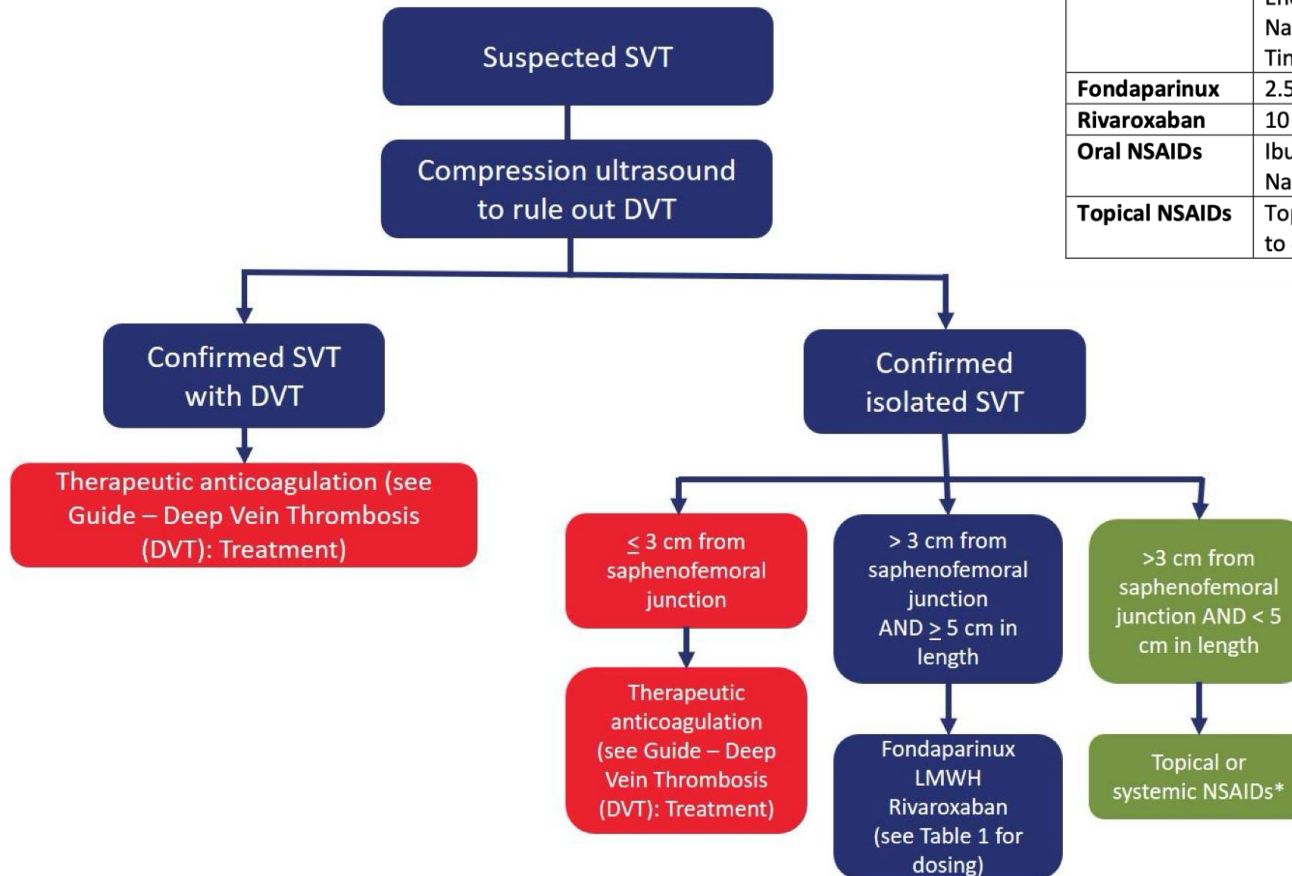 Suspected SVT
Compression ultrasound
to rule out DVT
Confirmed SVT
with DVT
Therapeutic anticoagulation (see
Guide – Deep Vein Thrombosis
(DVT): Treatment)
Confirmed
isolated SVT
≤ 3 cm from
saphenofemoral
junction
Therapeutic
anticoagulation
(see Guide – Deep
Vein Thrombosis
(DVT): Treatment)
> 3 cm from
saphenofemoral
junction
AND ≥ 5 cm in
length
Fondaparinux
LMWH
Rivaroxaban
(see Table 1 for
dosing)
>3 cm from
saphenofemoral
junction AND < 5
cm in length
Topical or
systemic NSAIDs*
Na
Fondaparinux 2.5
Rivaroxaban 10
Oral NSAIDs Ibu
Na
Topical NSAIDs Top
to